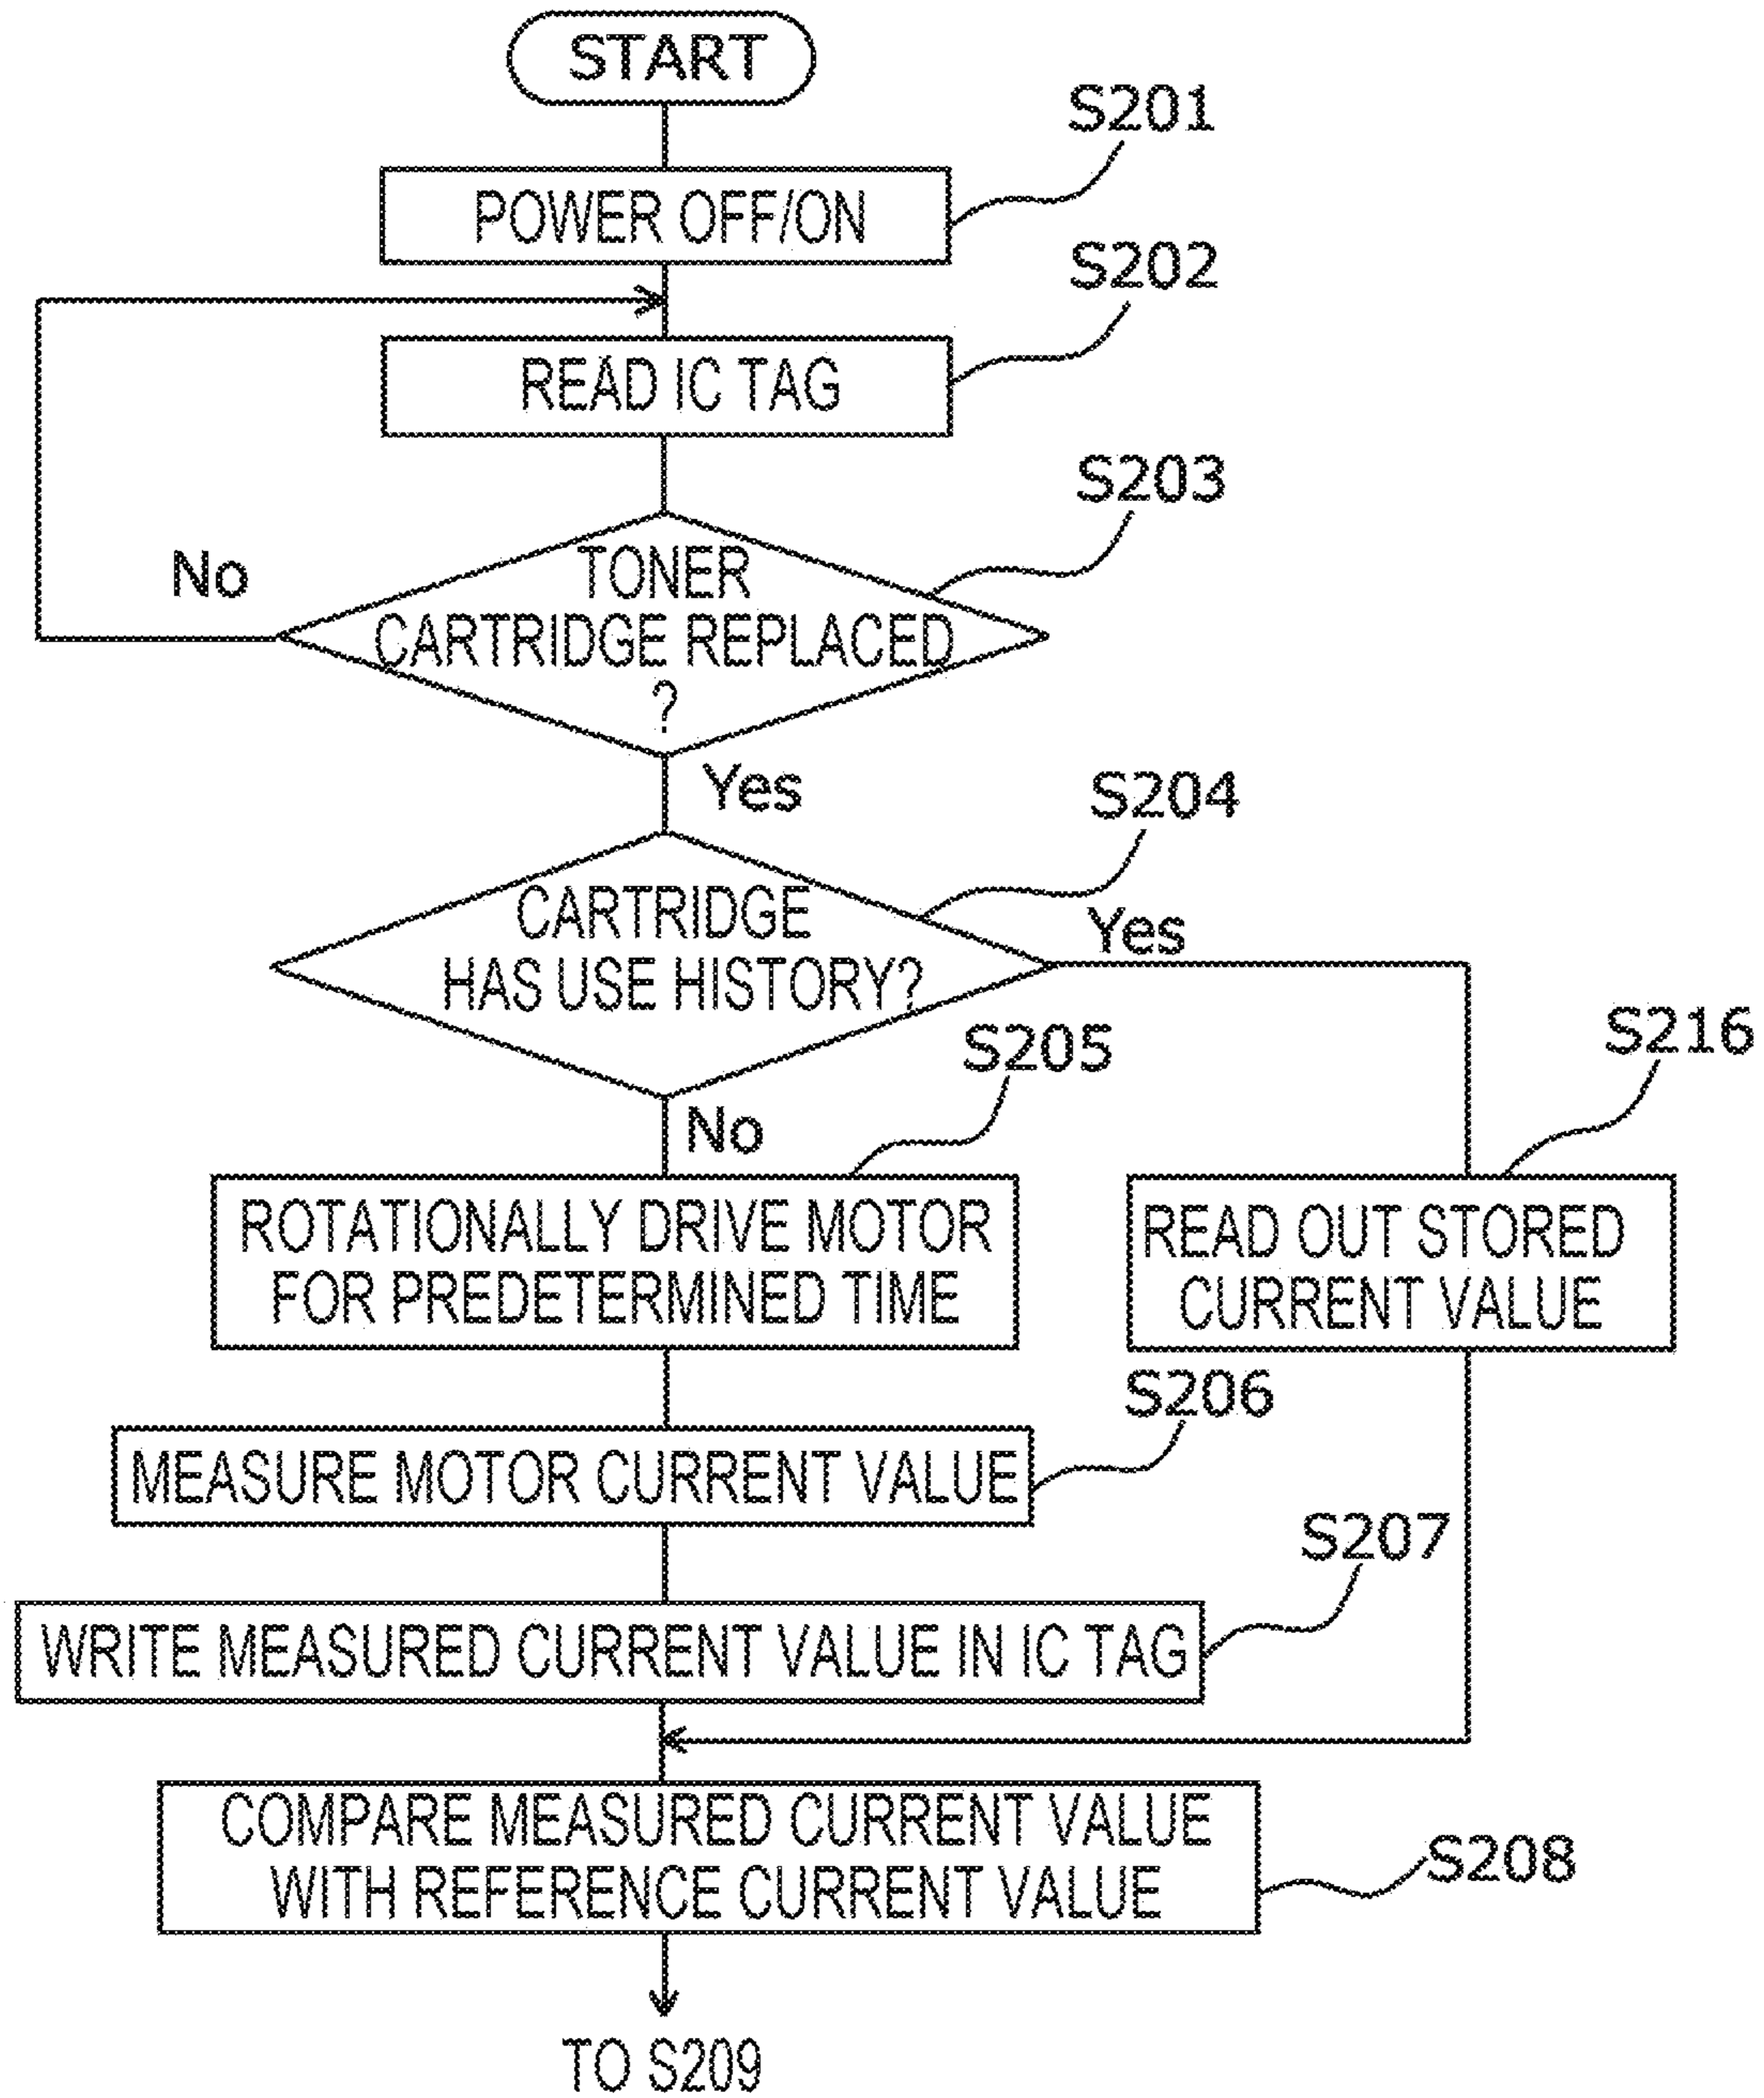 START
S201
POWER OFF/ON
S202
READ IC TAG
S203
No
TONER
CARTRIDGE REPLACED
?
Yes
S204
CARTRIDGE
HAS USE HISTORY?
Yes
S205
S216
No
ROTATIONALLY DRIVE MOTOR
FOR PREDETERMINED TIME
READ OUT STORED
CURRENT VALUE
S206
MEASURE MOTOR CURRENT VALUE
S207
WRITE MEASURED CURRENT VALUE IN IC TAG
COMPARE MEASURED CURRENT VALUE
WITH REFERENCE CURRENT VALUE
S208
TO S209